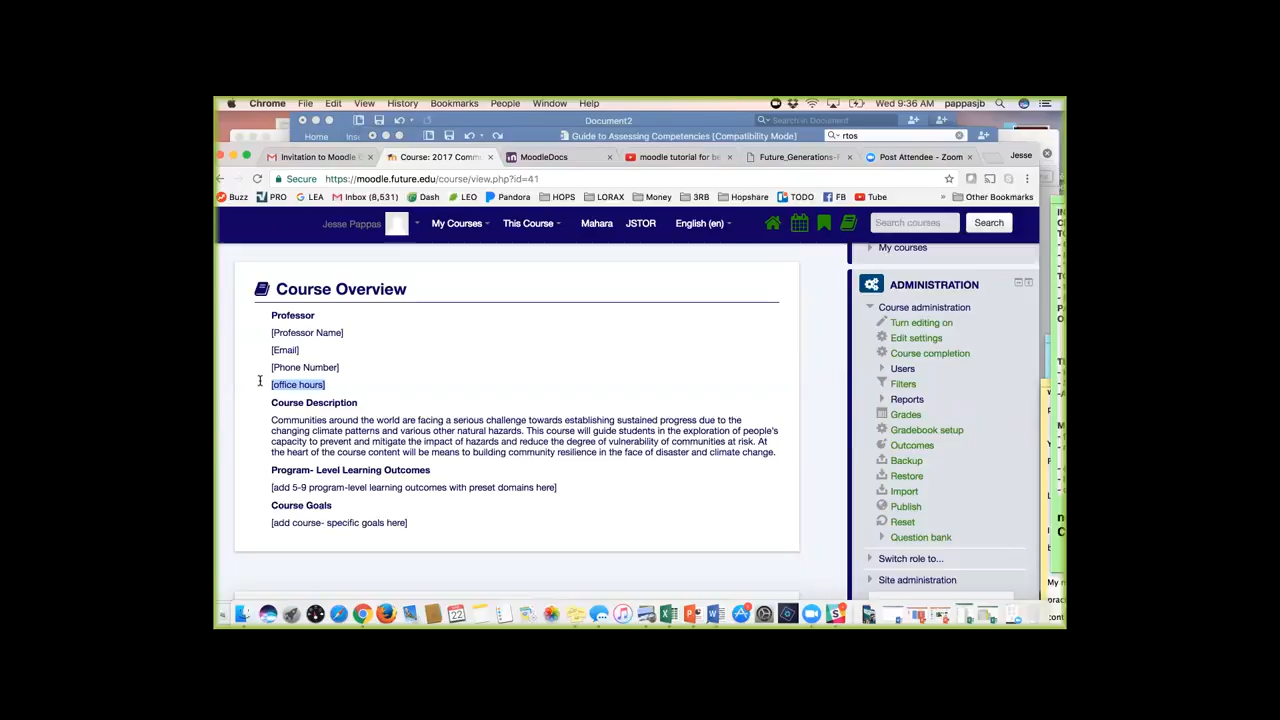 Chrome File Edit View History Bookmarks People Window Help Wed 9:36 AM pappasjb
Document2 Search in Document
Home Guide to Assessing Competencies [Compatibility Mode] rtos
Invitation to Moodle C Course: 2017 Comm MoodleDocs moodle tutorial for be Future_Generations-F Post Attendee - Zoom Jesse
Secure https://moodle.future.edu/course/view.php?id=41
Buzz PRO LEA Inbox (8,531) Dash LEO Pandora HOPS LORAX Money 3RB Hopshare TODO FB Tube » Other Bookmarks
Jesse Pappas My Courses This Course Mahara JSTOR English (en) Search courses Search
My courses
Course Overview
Professor
[Professor Name]
[Email]
[Phone Number]
[office hours]
Course Description
Communities around the world are facing a serious challenge towards establishing sustained progress due to the
changing climate patterns and various other natural hazards. This course will guide students in the exploration of people's
capacity to prevent and mitigate the impact of hazards and reduce the degree of vulnerability of communities at risk. At
the heart of the course content will be means to building community resilience in the face of disaster and climate change.
Program- Level Learning Outcomes
[add 5-9 program-level learning outcomes with preset domains here]
Course Goals
[add course- specific goals here]
ADMINISTRATION
Course administration
Turn editing on
Edit settings
Course completion
Users
Filters
Reports
Grades
Gradebook setup
Outcomes
Backup
Restore
Import
Publish
Reset
Question bank
Switch role to...
Site administration
22